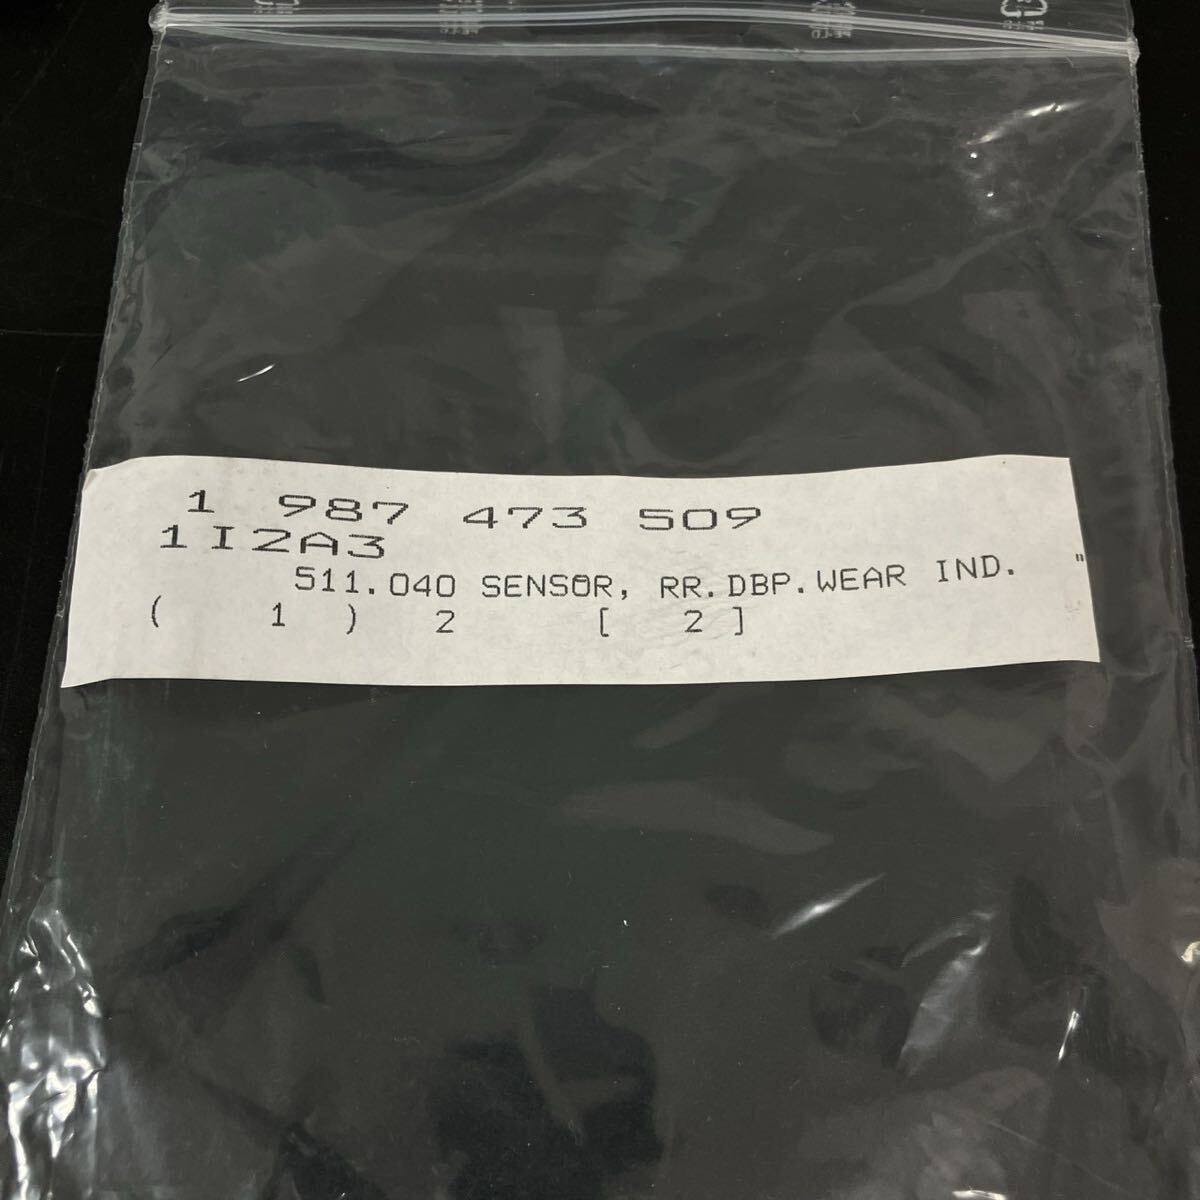 1 987 473 509
1I2A3
511.040 SENSOR, RR.DBP.WEAR IND. "
( 1 ) 2 [ 2 ]